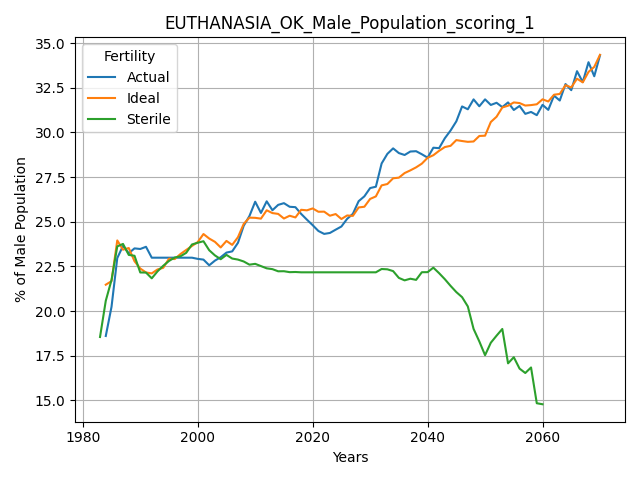 EUTHANASIA_OK_Male_Population_scoring_1
Fertility
Actual
Ideal
Sterile
% of Male Population
35.0
32.5
30.0
27.5
25.0
22.5
20.0
17.5
15.0
1980
2000
2020
2040
2060
Years